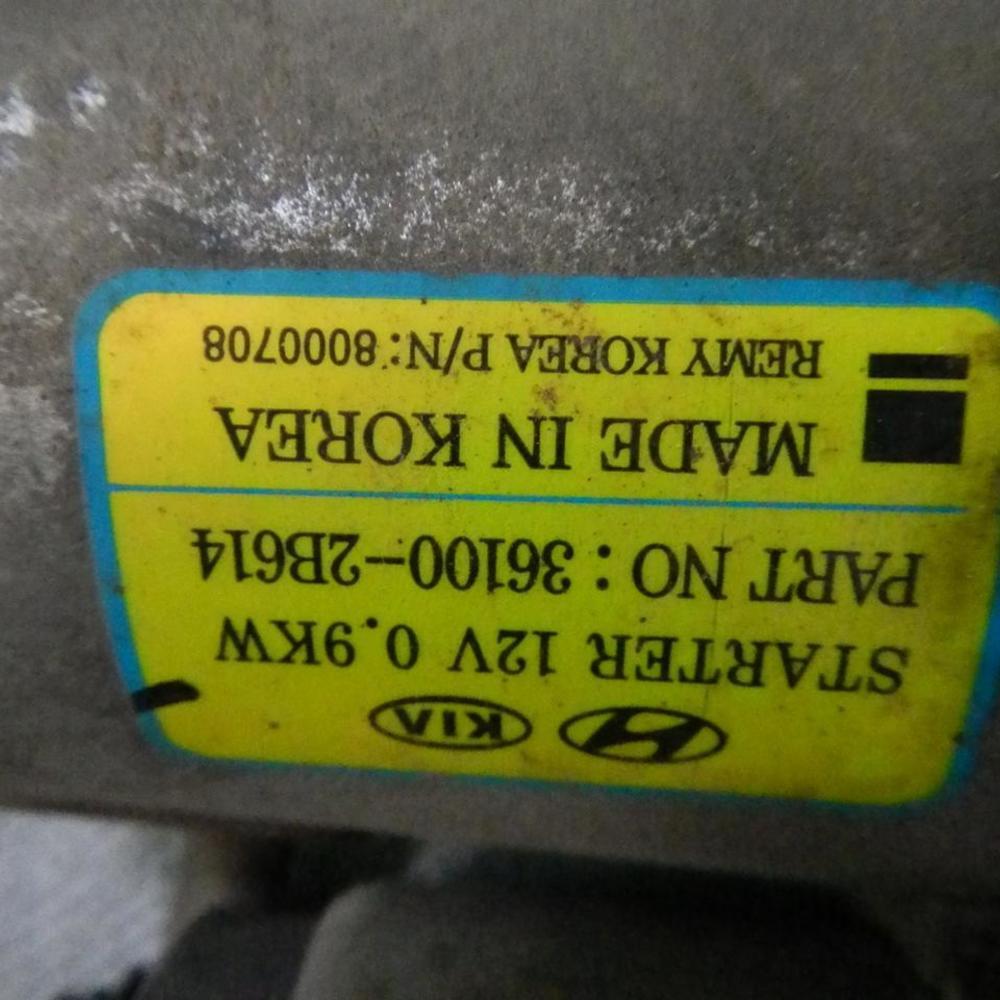 KIA
STARTER 12V 0.9KW
PART NO : 36100-2B614
MADE IN KOREA
REMY KOREA P/N: 8000708